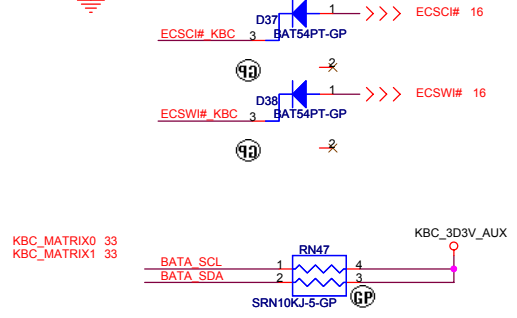 1 ECSCI# 16
D37
ECSCI#_KBC 3 BAT54PT-GP
2
GP
1 ECSWI# 16
D38
ECSWI#_KBC 3 BAT54PT-GP
2
GP
KBC_3D3V_AUX
KBC_MATRIX0 33
KBC_MATRIX1 33
RN47
BATA_SCL 1 4
BATA_SDA 2 3
SRN10KJ-5-GP GP